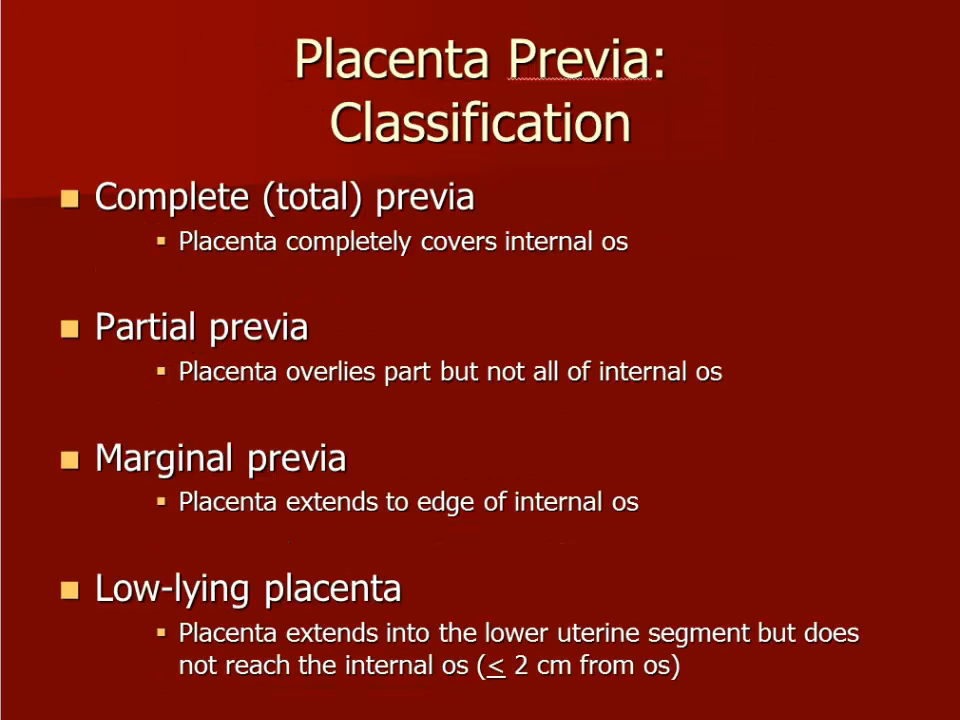 Placenta Previa:
Classification
Complete (total) previa
Placenta completely covers internal os
Partial previa
Placenta overlies part but not all of internal os
Marginal previa
Placenta extends to edge of internal os
Low-lying placenta
Placenta extends into the lower uterine segment but does
not reach the internal os (≤ 2 cm from os)